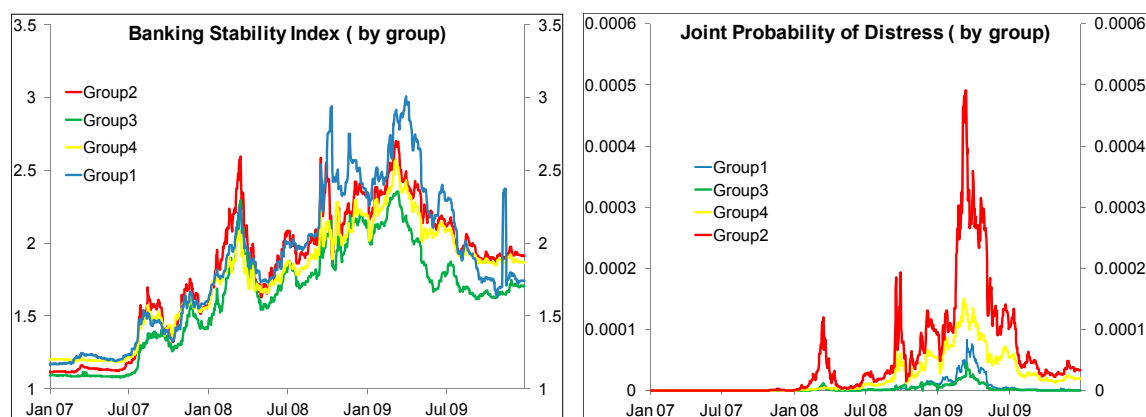 Banking Stability Index ( by group)
3.5
3
2.5
2
1.5
1
3.5
3
2.5
2
1.5
1
Group2
Group3
Group4
Group1
Jan 07
Jul 07
Jan 08
Jul 08
Jan 09
Jul 09
Joint Probability of Distress ( by group)
0.0006
0.0005
0.0004
0.0003
0.0002
0.0001
0
0.0006
0.0005
0.0004
0.0003
0.0002
0.0001
0
Group1
Group3
Group4
Group2
Jan 07
Jul 07
Jan 08
Jul 08
Jan 09
Jul 09